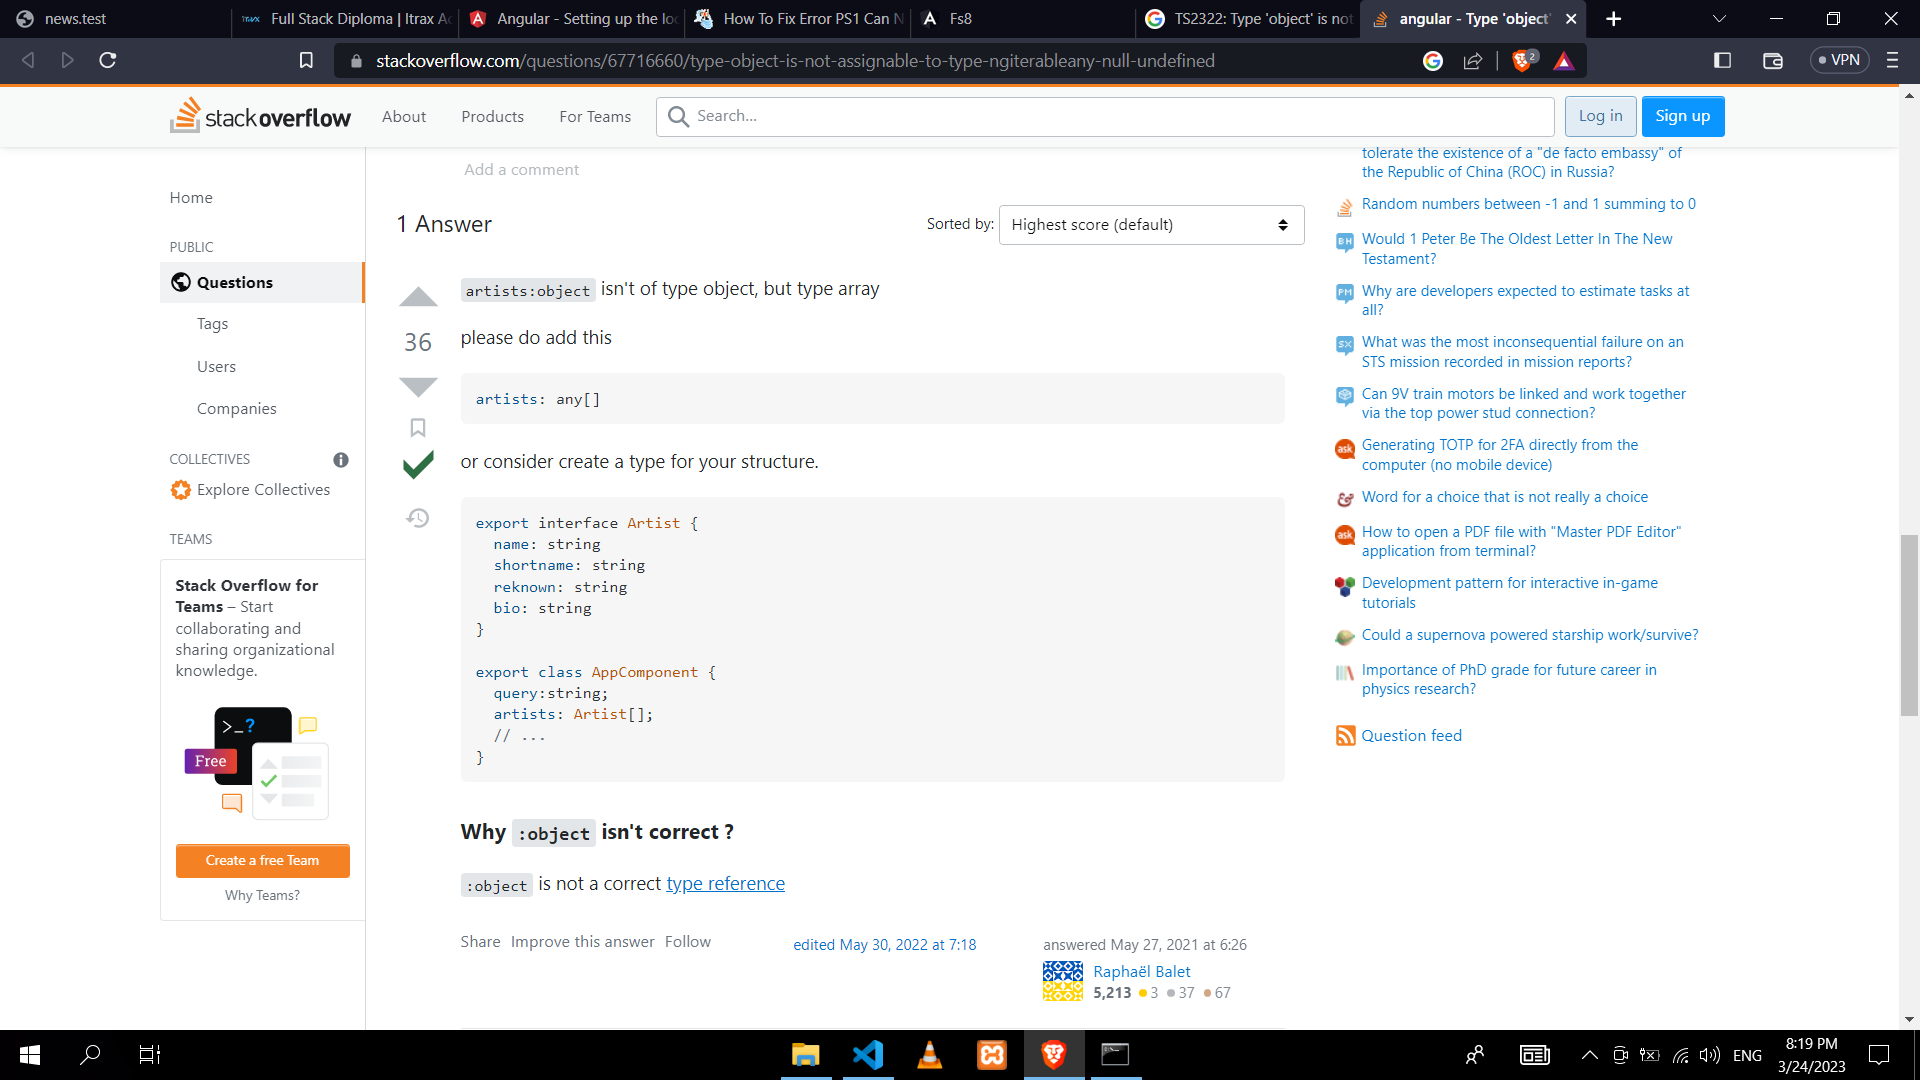 news.test
Full Stack Diploma | Itrax Ac
Angular - Setting up the loc
How To Fix Error PS1 Can N
Fs8
TS2322: Type 'object' is not
angular - Type 'object'
stackoverflow.com/questions/67716660/type-object-is-not-assignable-to-type-ngiterableany-null-undefined
2
VPN
stackoverflow
About
Products
For Teams
Search...
Log in
Sign up
Home
PUBLIC
Questions
Tags
Users
Companies
COLLECTIVES
Explore Collectives
TEAMS
Stack Overflow for
Teams – Start
collaborating and
sharing organizational
knowledge.
>_?
Free
Create a free Team
Why Teams?
Add a comment
1 Answer
Sorted by:
Highest score (default)
36
artists:object isn't of type object, but type array
please do add this
artists: any[]
or consider create a type for your structure.
export interface Artist {
name: string
shortname: string
reknown: string
bio: string
}
export class AppComponent {
query:string;
artists: Artist[];
// ...
}
Why :object isn't correct ?
:object is not a correct type reference
Share Improve this answer Follow
edited May 30, 2022 at 7:18
answered May 27, 2021 at 6:26
Raphaël Balet
5,213 3 37 67
tolerate the existence of a "de facto embassy" of
the Republic of China (ROC) in Russia?
Random numbers between -1 and 1 summing to 0
BH
Would 1 Peter Be The Oldest Letter In The New
Testament?
PM
Why are developers expected to estimate tasks at
all?
SX
What was the most inconsequential failure on an
STS mission recorded in mission reports?
Can 9V train motors be linked and work together
via the top power stud connection?
ask
Generating TOTP for 2FA directly from the
computer (no mobile device)
Word for a choice that is not really a choice
ask
How to open a PDF file with "Master PDF Editor"
application from terminal?
Development pattern for interactive in-game
tutorials
Could a supernova powered starship work/survive?
Importance of PhD grade for future career in
physics research?
Question feed
ENG
8:19 PM
3/24/2023